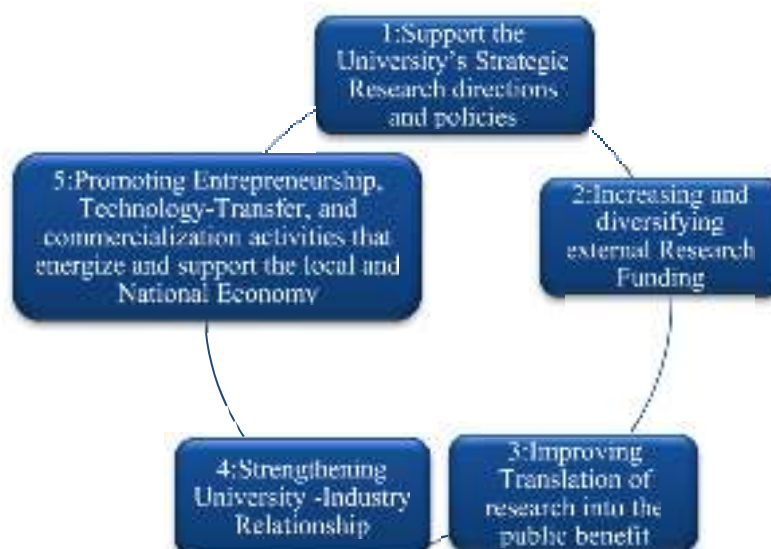 1:Support the
University's Strategic
Research directions
and policies
2:Increasing and
diversifying
external Research
Funding
3:Improving
Translation of
research into the
public benefit
4:Strengthening
University -Industry
Relationship
5:Promoting Entrepreneurship,
Technology-Transfer, and
commercialization activities that
energize and support the local and
National Economy